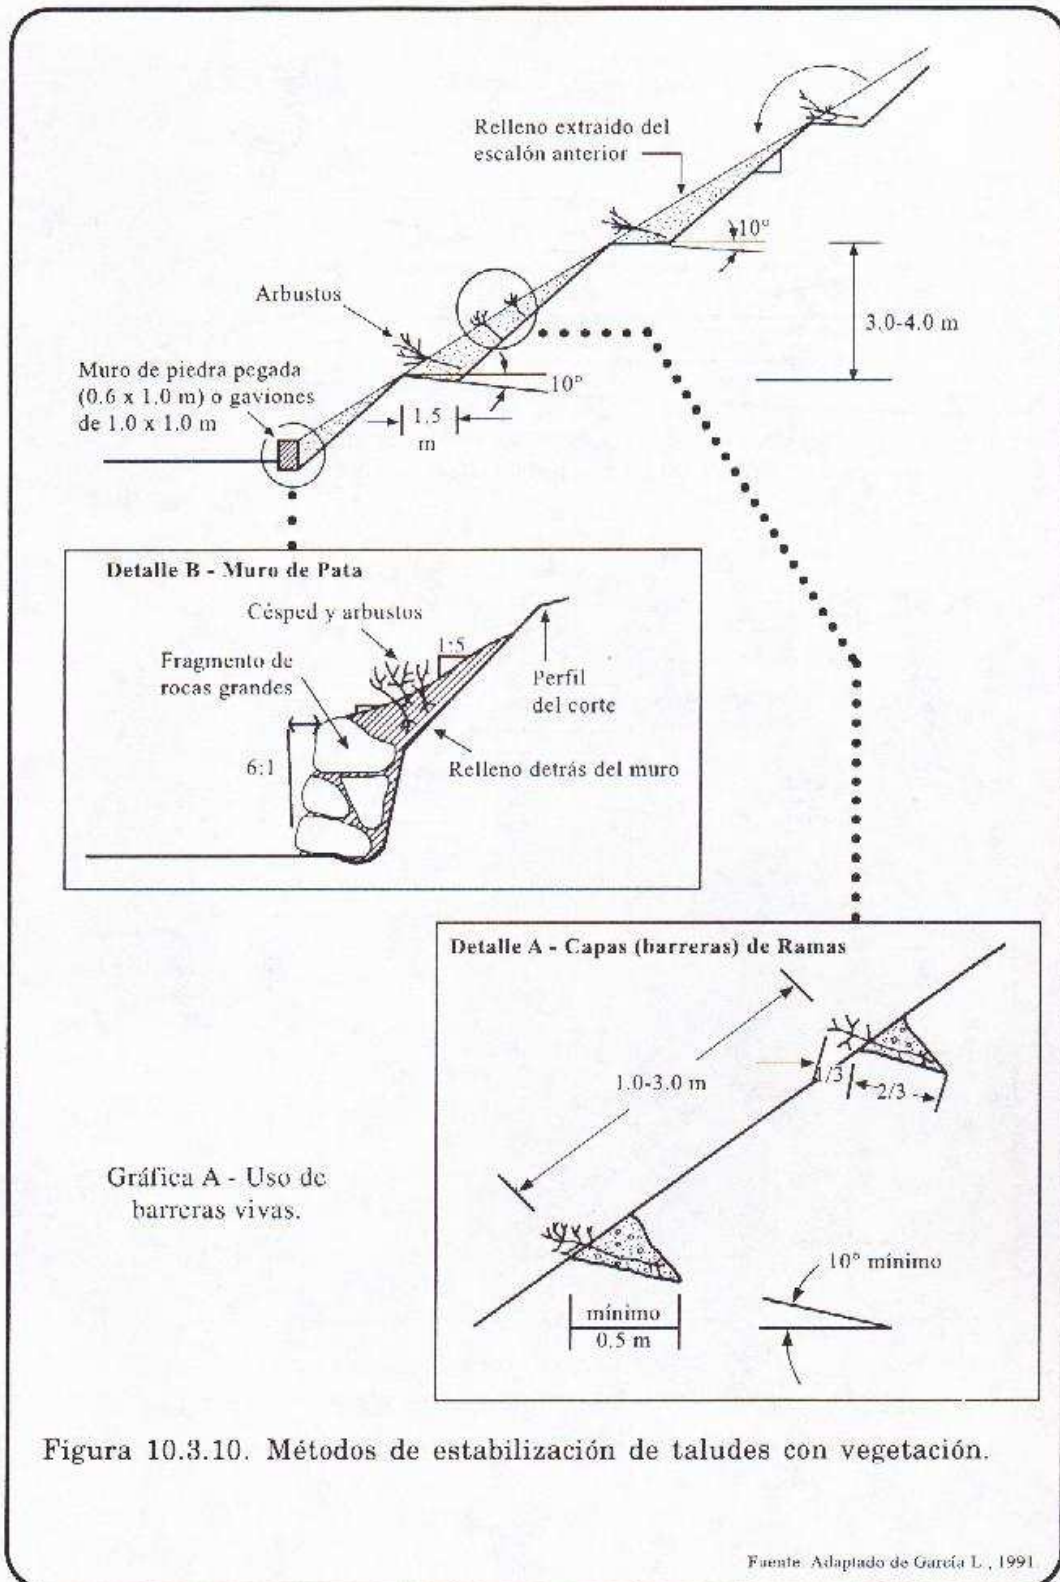 Relleno extraido del
escalón anterior
10°
3.0-4.0 m
Arbustos
Muro de piedra pegada
(0.6 x 1.0 m) o gaviones
de 1.0 x 1.0 m
10°
1.5
m
Detalle B - Muro de Pata
Césped y arbustos
1:5
Fragmento de
rocas grandes
Perfil
del corte
6:1
Relleno detrás del muro
Detalle A - Capas (barreras) de Ramas
1.0-3.0 m
1/3
2/3
Gráfica A - Uso de
barreras vivas.
10° mínimo
mínimo
0.5 m
Figura 10.3.10. Métodos de estabilización de taludes con vegetación.
Fuente Adaptado de García L., 1991.